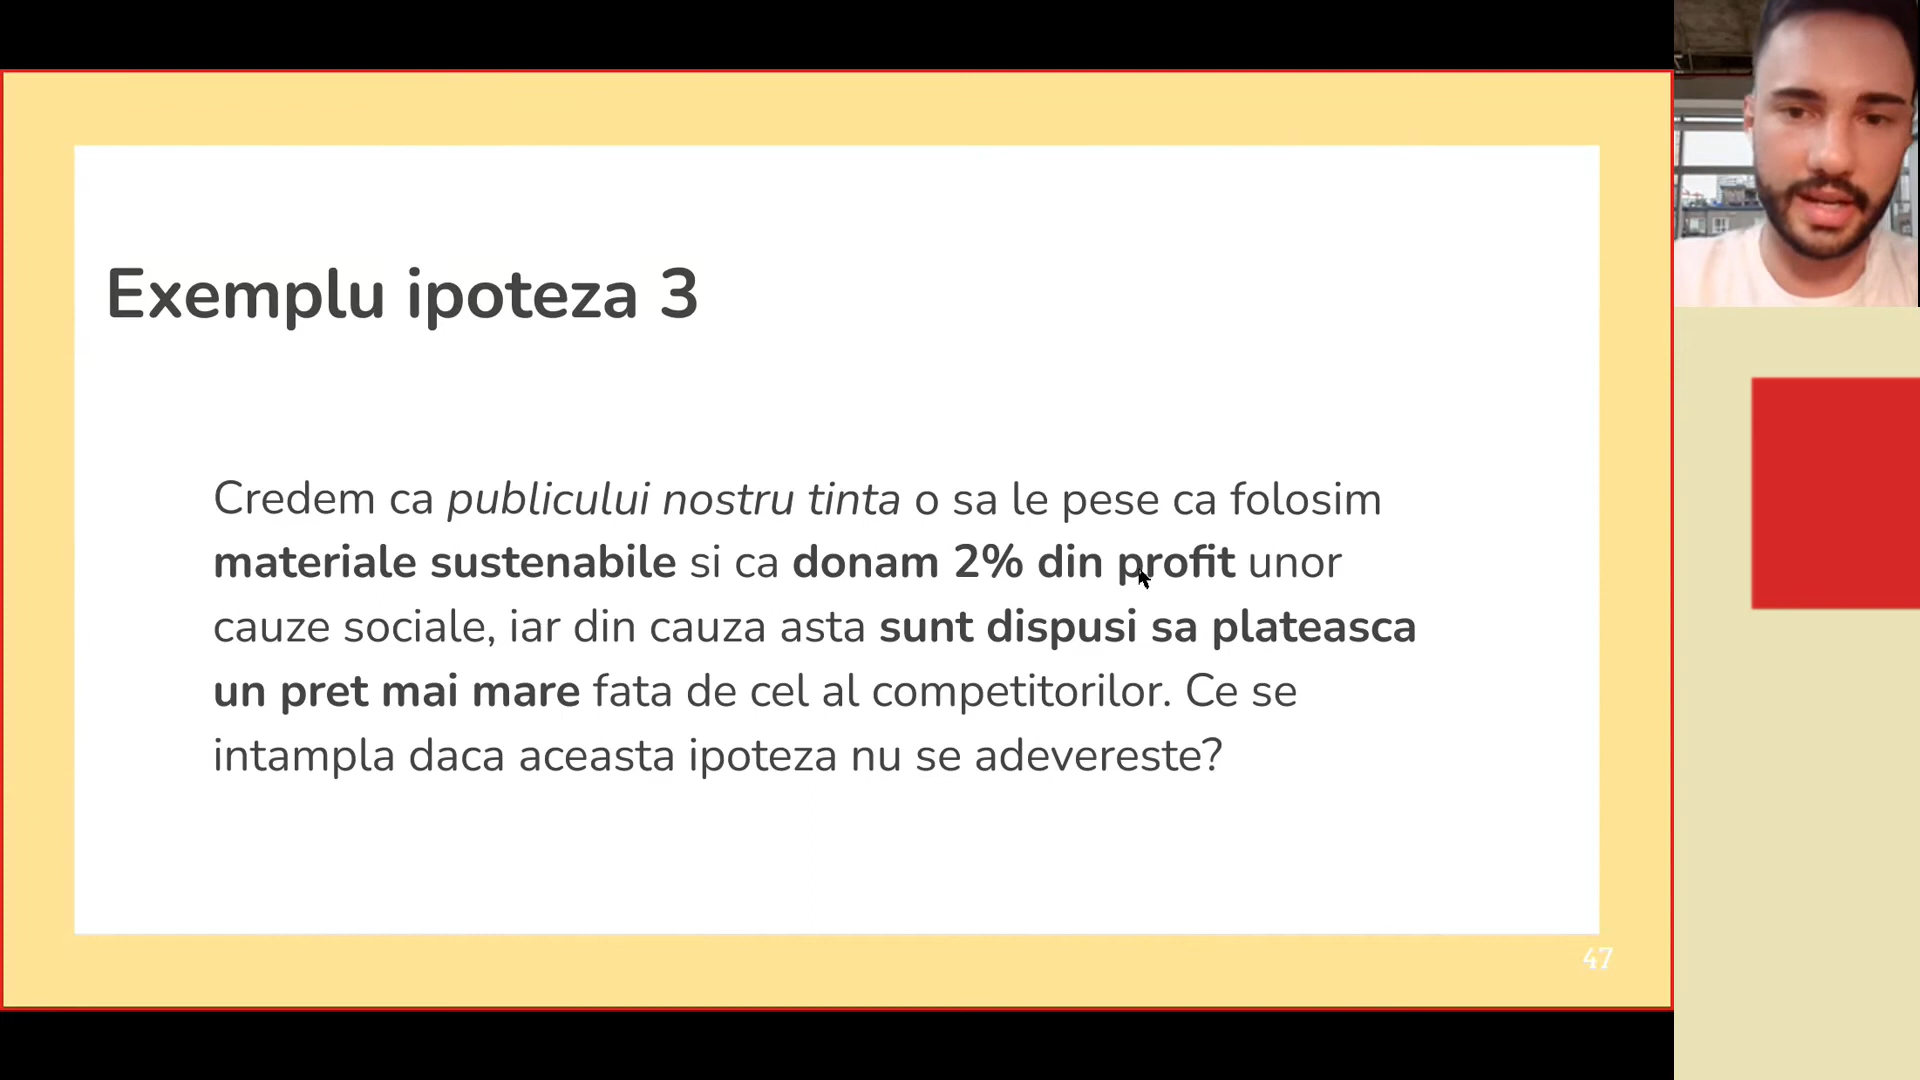 Exemplu ipoteza 3
Credem ca publicului nostru tinta o sa le pese ca folosim
materiale sustenabile si ca donam 2% din profit unor
cauze sociale, iar din cauza asta sunt dispusi sa plateasca
un pret mai mare fata de cel al competitorilor. Ce se
intampla daca aceasta ipoteza nu se adevereste?
47